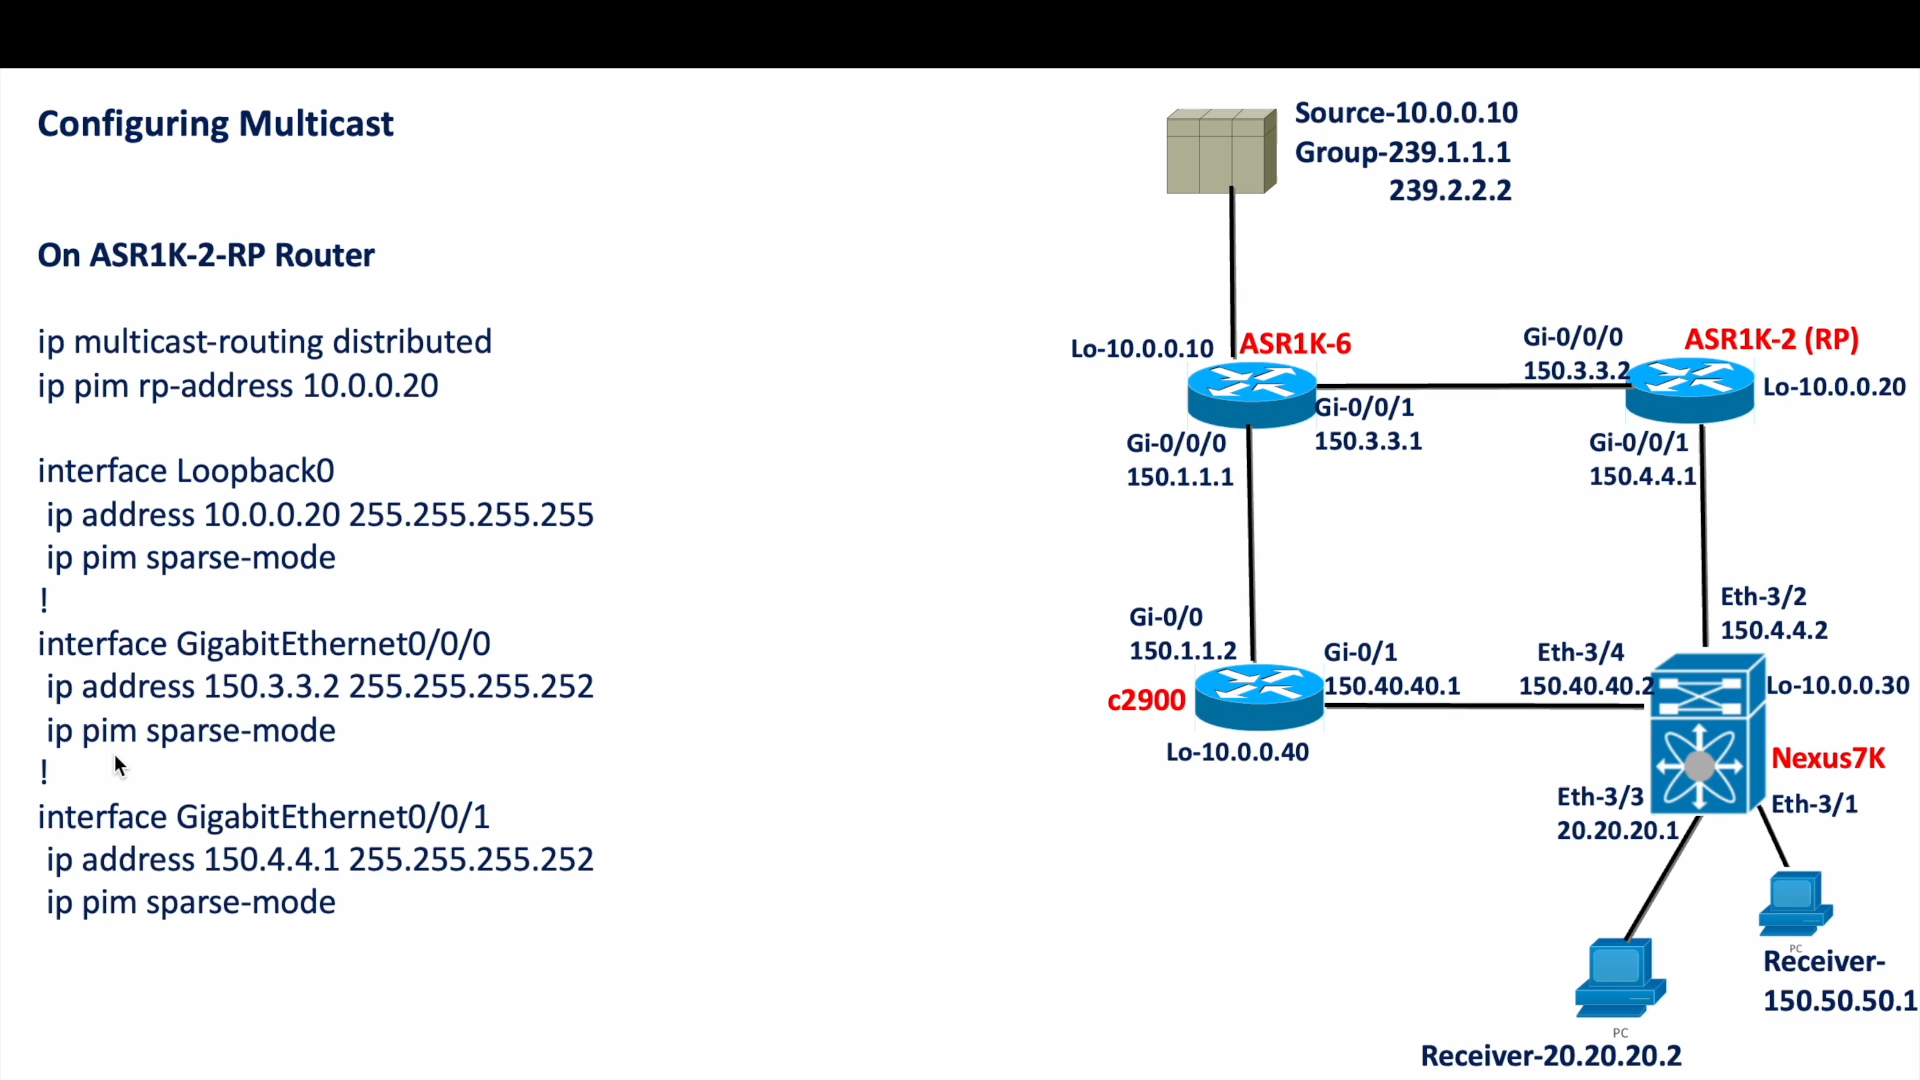 Configuring Multicast
On ASR1K-2-RP Router
ip multicast-routing distributed
ip pim rp-address 10.0.0.20
interface Loopback0
ip address 10.0.0.20 255.255.255.255
ip pim sparse-mode
!
interface GigabitEthernet0/0/0
ip address 150.3.3.2 255.255.255.252
ip pim sparse-mode
!
interface GigabitEthernet0/0/1
ip address 150.4.4.1 255.255.255.252
ip pim sparse-mode
Source-10.0.0.10
Group-239.1.1.1
239.2.2.2
Lo-10.0.0.10
ASR1K-6
Gi-0/0/0
150.3.3.2
ASR1K-2 (RP)
Lo-10.0.0.20
Gi-0/0/1
150.3.3.1
Gi-0/0/0
150.1.1.1
Gi-0/0/1
150.4.4.1
Eth-3/2
150.4.4.2
Gi-0/0
150.1.1.2
Gi-0/1
150.40.40.1
Eth-3/4
150.40.40.2
Lo-10.0.0.30
c2900
Lo-10.0.0.40
Nexus7K
Eth-3/3
20.20.20.1
Eth-3/1
PC
Receiver-
150.50.50.1
PC
Receiver-20.20.20.2